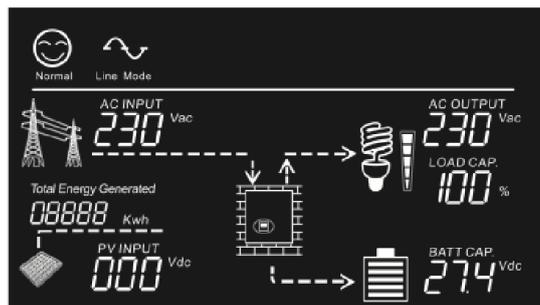 Normal Line Mode
AC INPUT
230 Vac
AC OUTPUT
230 Vac
LOAD CAP.
100 %
Total Energy Generated
08888 Kwh
PV INPUT
000 Vdc
BATT CAP.
27.4 Vdc